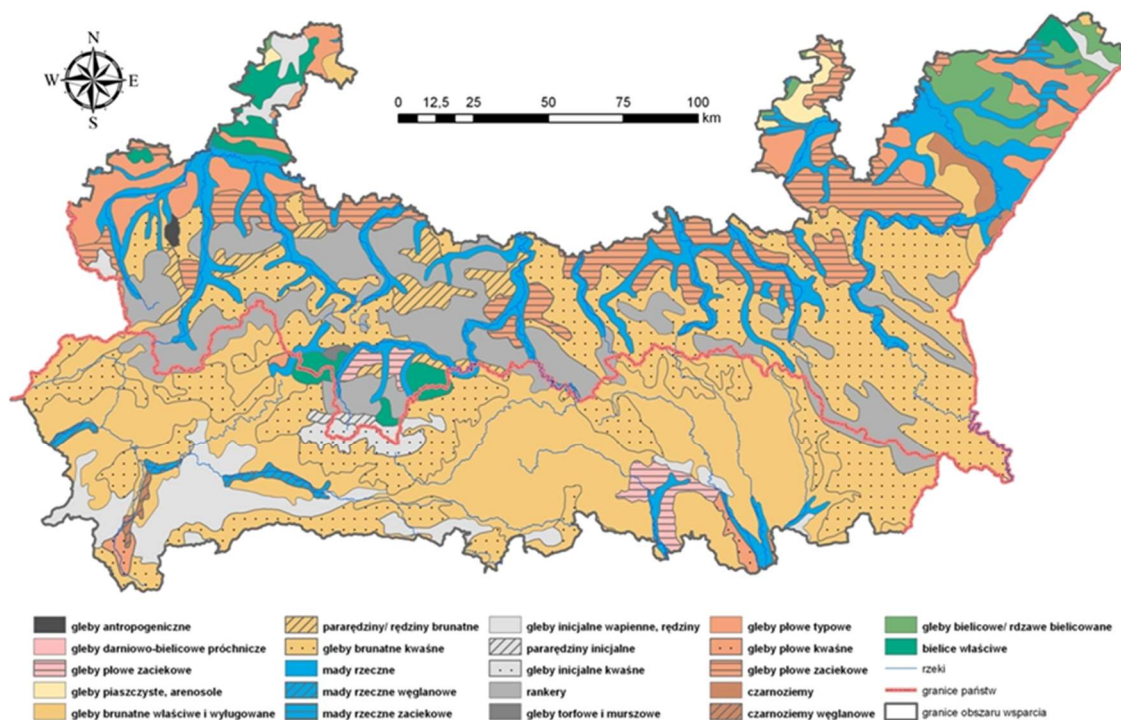 N
W E
S
0 12,5 25 50 75 100
km
gleby antropogeniczne
gleby darniowo-bielicowe próchnicze
gleby płowe zaciekowe
gleby piaszczyste, arenosole
gleby brunatne właściwe i wyługowane
pararędziny/ rędziny brunatne
gleby brunatne kwaśne
mady rzeczne
mady rzeczne węglanowe
mady rzeczne zaciekowe
gleby inicjalne wapienne, rędziny
pararędziny inicjalne
gleby inicjalne kwaśne
rankery
gleby torfowe i murszowe
gleby płowe typowe
gleby płowe kwaśne
gleby płowe zaciekowe
czarnoziemy
czarnoziemy węglanowe
gleby bielicowe/ rdzawe bielicowane
bielice właściwe
rzeki
granice państw
granice obszaru wsparcia